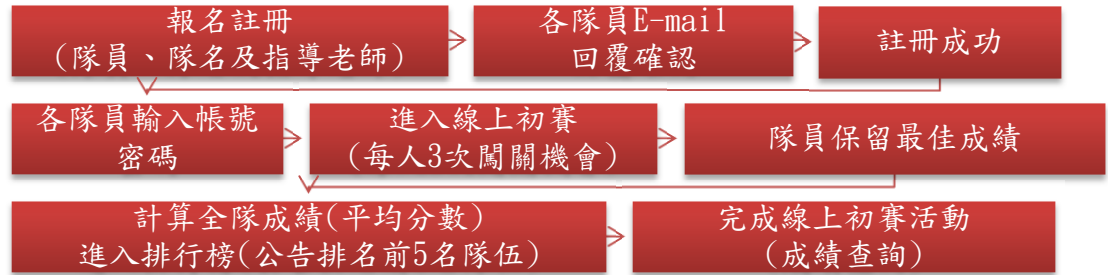 報名註冊
(隊員、隊名及指導老師)
各隊員E-mail
回覆確認
註冊成功
各隊員輸入帳號
密碼
進入線上初賽
(每人3次闖關機會)
隊員保留最佳成績
計算全隊成績(平均分數)
進入排行榜(公告排名前5名隊伍)
完成線上初賽活動
(成績查詢)